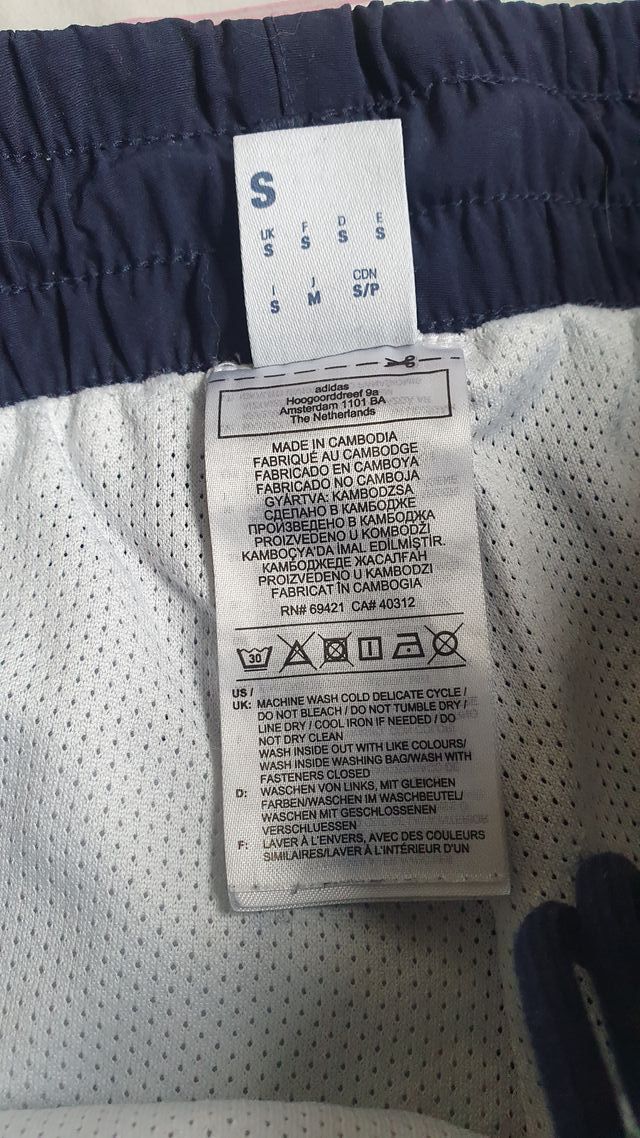 S
UK F D E
S S S S
I J CDN
S M S/P
adidas
Hoogoorddreef 9a
Amsterdam 1101 BA
The Netherlands
MADE IN CAMBODIA
FABRIQUÉ AU CAMBODGE
FABRICADO EN CAMBOYA
FABRICADO NO CAMBOJA
GYÁRTVA: KAMBODZSA
СДЕЛАНО В КАМБОДЖЕ
ПРОИЗВЕДЕНО В КАМБОДЖА
PROIZVEDENO U KOMBODŽI
KAMBOÇYA'DA İMAL EDİLMİŞTİR.
КАМБОДЖЕДЕ ЖАСАЛҒАН
PROIZVEDENO U KAMBODZI
FABRICAT ÎN CAMBOGIA
RN# 69421 CA# 40312
30
US /
UK: MACHINE WASH COLD DELICATE CYCLE /
DO NOT BLEACH / DO NOT TUMBLE DRY /
LINE DRY / COOL IRON IF NEEDED / DO
NOT DRY CLEAN
WASH INSIDE OUT WITH LIKE COLOURS/
WASH INSIDE WASHING BAG/WASH WITH
FASTENERS CLOSED
D: WASCHEN VON LINKS, MIT GLEICHEN
FARBEN/WASCHEN IM WASCHBEUTEL/
WASCHEN MIT GESCHLOSSENEN
VERSCHLUESSEN
F: LAVER À L'ENVERS, AVEC DES COULEURS
SIMILAIRES/LAVER À L'INTÉRIEUR D'UN